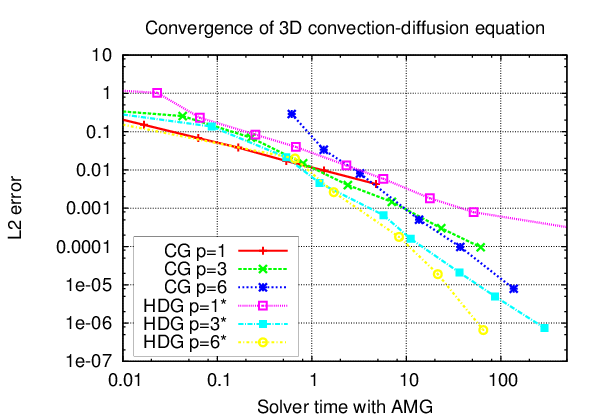 Convergence of 3D convection-diffusion equation
L2 error
10
1
0.1
0.01
0.001
0.0001
1e-05
1e-06
1e-07
CG p=1
CG p=3
CG p=6
HDG p=1*
HDG p=3*
HDG p=6*
0.01 0.1 1 10 100
Solver time with AMG